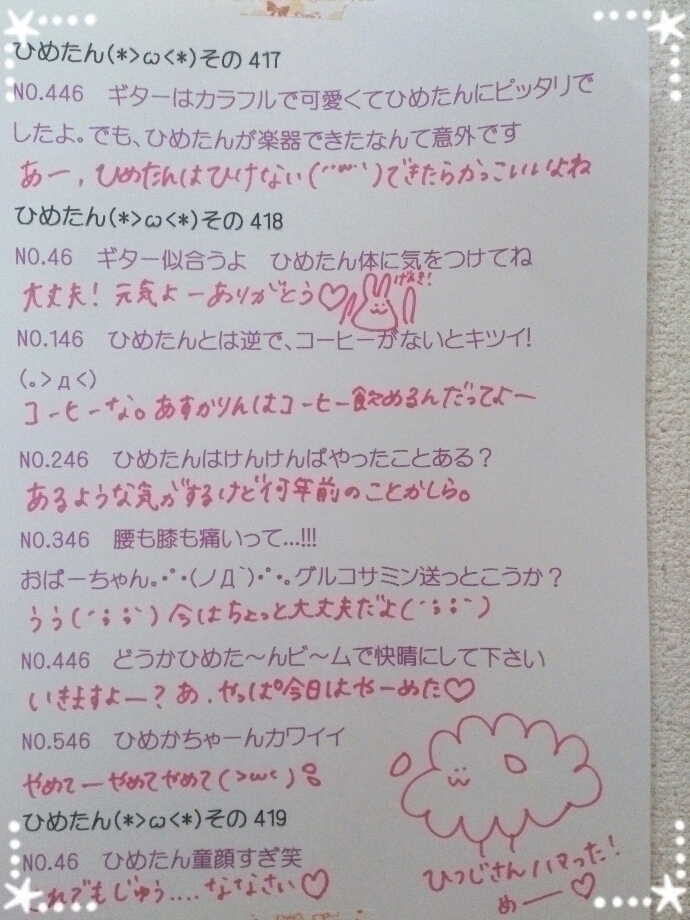 ひめたん(*>ω<*)その417
NO.446　ギターはカラフルで可愛くてひめたんにピッタリで
したよ。でも、ひめたんが楽器できたなんて意外です
あー、ひめたんはひけない(´´ω`)できたらかっこいいよね
ひめたん(*>ω<*)その418
NO.46　ギター似合うよ　ひめたん体に気をつけてね
大丈夫! 元気よーありがとう♡
げんき!
NO.146　ひめたんとは逆で、コーヒーがないとキツイ!
(。>д<)
コーヒーな。あすかりんはコーヒー飲めるんだってよー
NO.246　ひめたんはけんけんぱやったことある?
あるような気がするけど何年前のことかしら。
NO.346　腰も膝も痛いって…!!!
おばーちゃん｡･ﾟ･(ノД`)･ﾟ･｡グルコサミン送っとこうか?
うう(´；；`) 今はちょっと大丈夫だよ(´；；`)
NO.446　どうかひめた〜んビ〜ムで快晴にして下さい
いきますよー? あ、やっぱ今日はやーめた♡
NO.546　ひめかちゃーんカワイイ
やめてーやめてやめて(>ω<)
ひめたん(*>ω<*)その419
NO.46　ひめたん童顔すぎ笑
これでもじゅう....ななさい♡
ひつじさんハマった!
めー♡